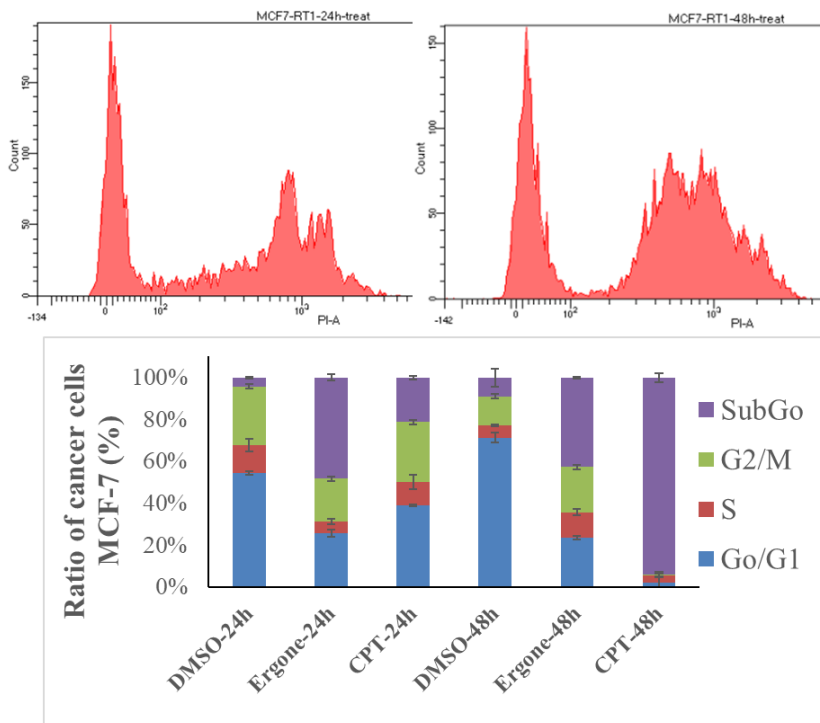 MCF7-RT1-24h-treat
Count
150
100
50
0
-134
0
10²
10³
PI-A
MCF7-RT1-48h-treat
Count
150
100
50
0
-142
0
10²
10³
PI-A
Ratio of cancer cells
MCF-7 (%)
100%
80%
60%
40%
20%
0%
DMSO-24h
Ergone-24h
CPT-24h
DMSO-48h
Ergone-48h
CPT-48h
SubGo
G2/M
S
Go/G1